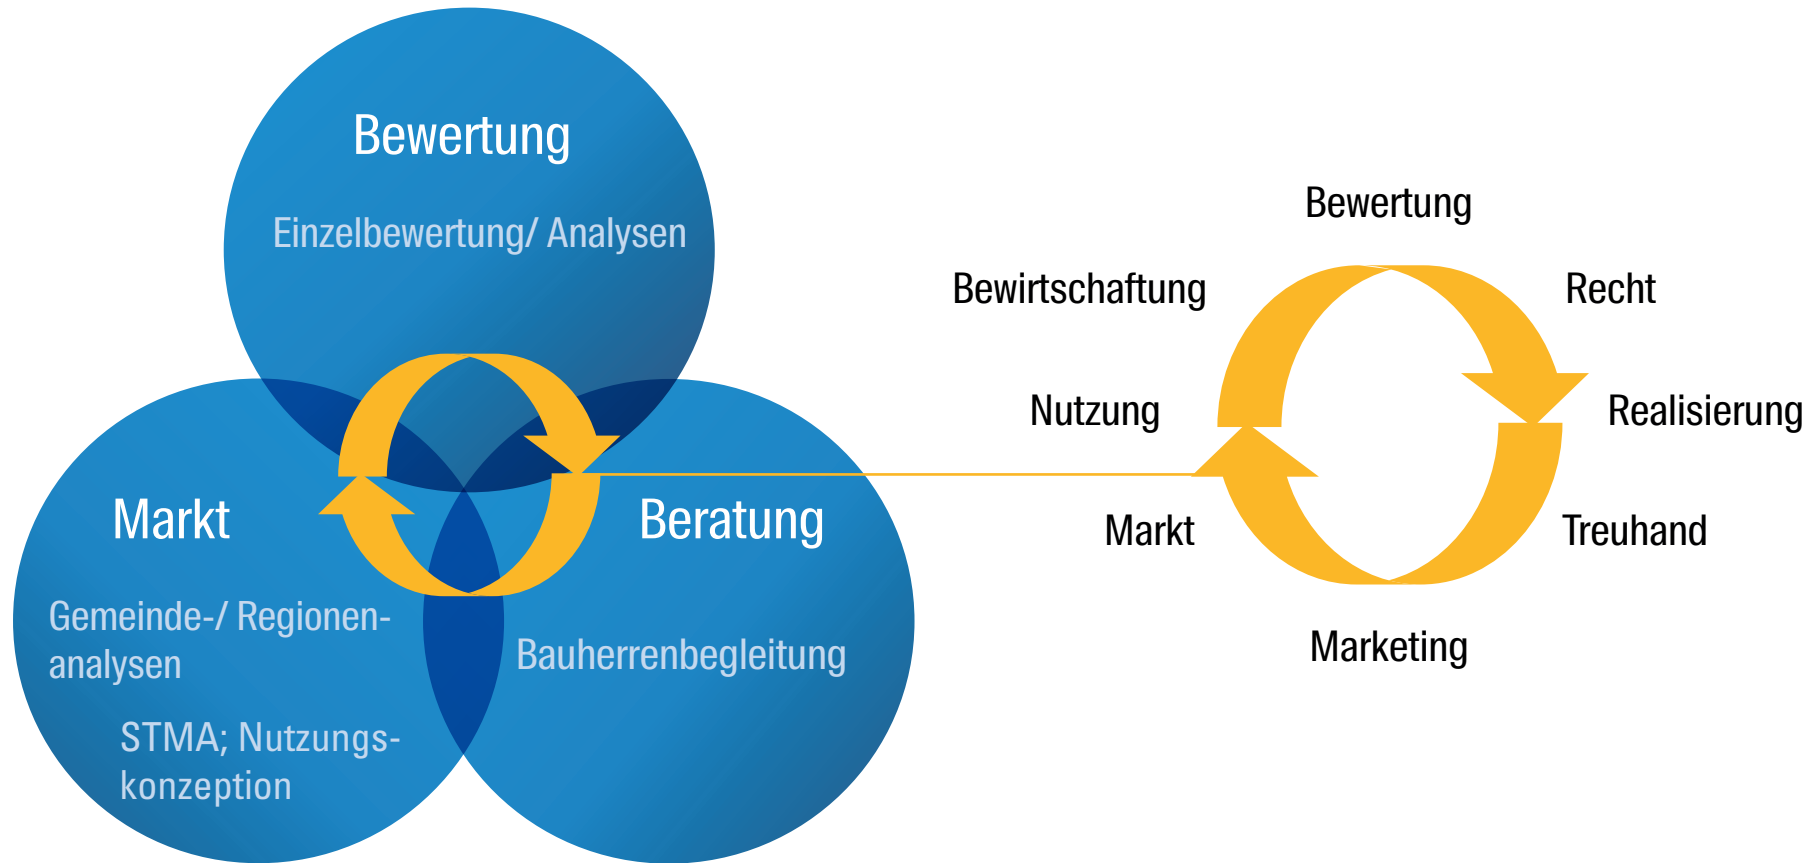 Bewertung
Einzelbewertung/ Analysen
Markt
Gemeinde-/ Regionen-
analysen
STMA; Nutzungs-
konzeption
Beratung
Bauherrenbegleitung
Bewertung
Recht
Realisierung
Treuhand
Marketing
Markt
Nutzung
Bewirtschaftung